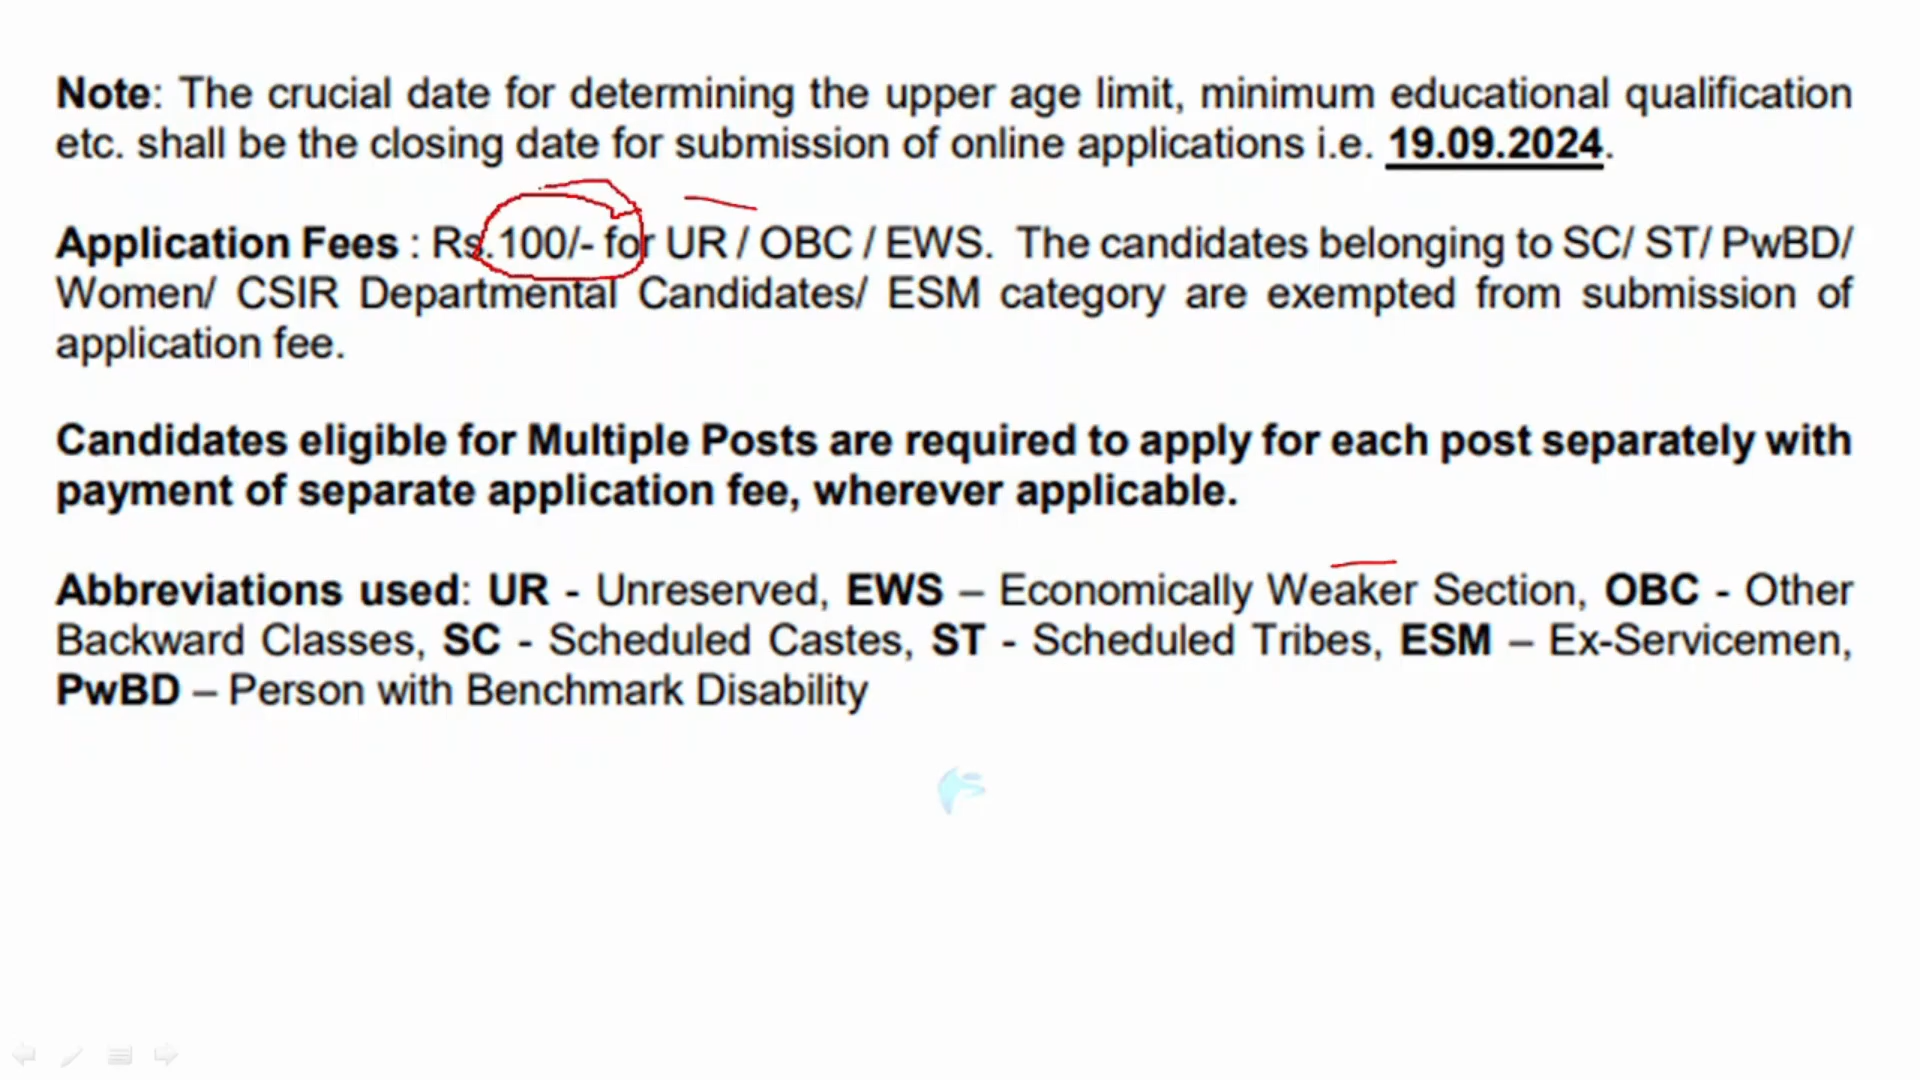 Note: The crucial date for determining the upper age limit, minimum educational qualification
etc. shall be the closing date for submission of online applications i.e. 19.09.2024.
Application Fees : Rs.100/- for UR / OBC / EWS. The candidates belonging to SC/ ST/ PwBD/
Women/ CSIR Departmental Candidates/ ESM category are exempted from submission of
application fee.
Candidates eligible for Multiple Posts are required to apply for each post separately with
payment of separate application fee, wherever applicable.
Abbreviations used: UR - Unreserved, EWS – Economically Weaker Section, OBC - Other
Backward Classes, SC - Scheduled Castes, ST - Scheduled Tribes, ESM – Ex-Servicemen,
PwBD – Person with Benchmark Disability